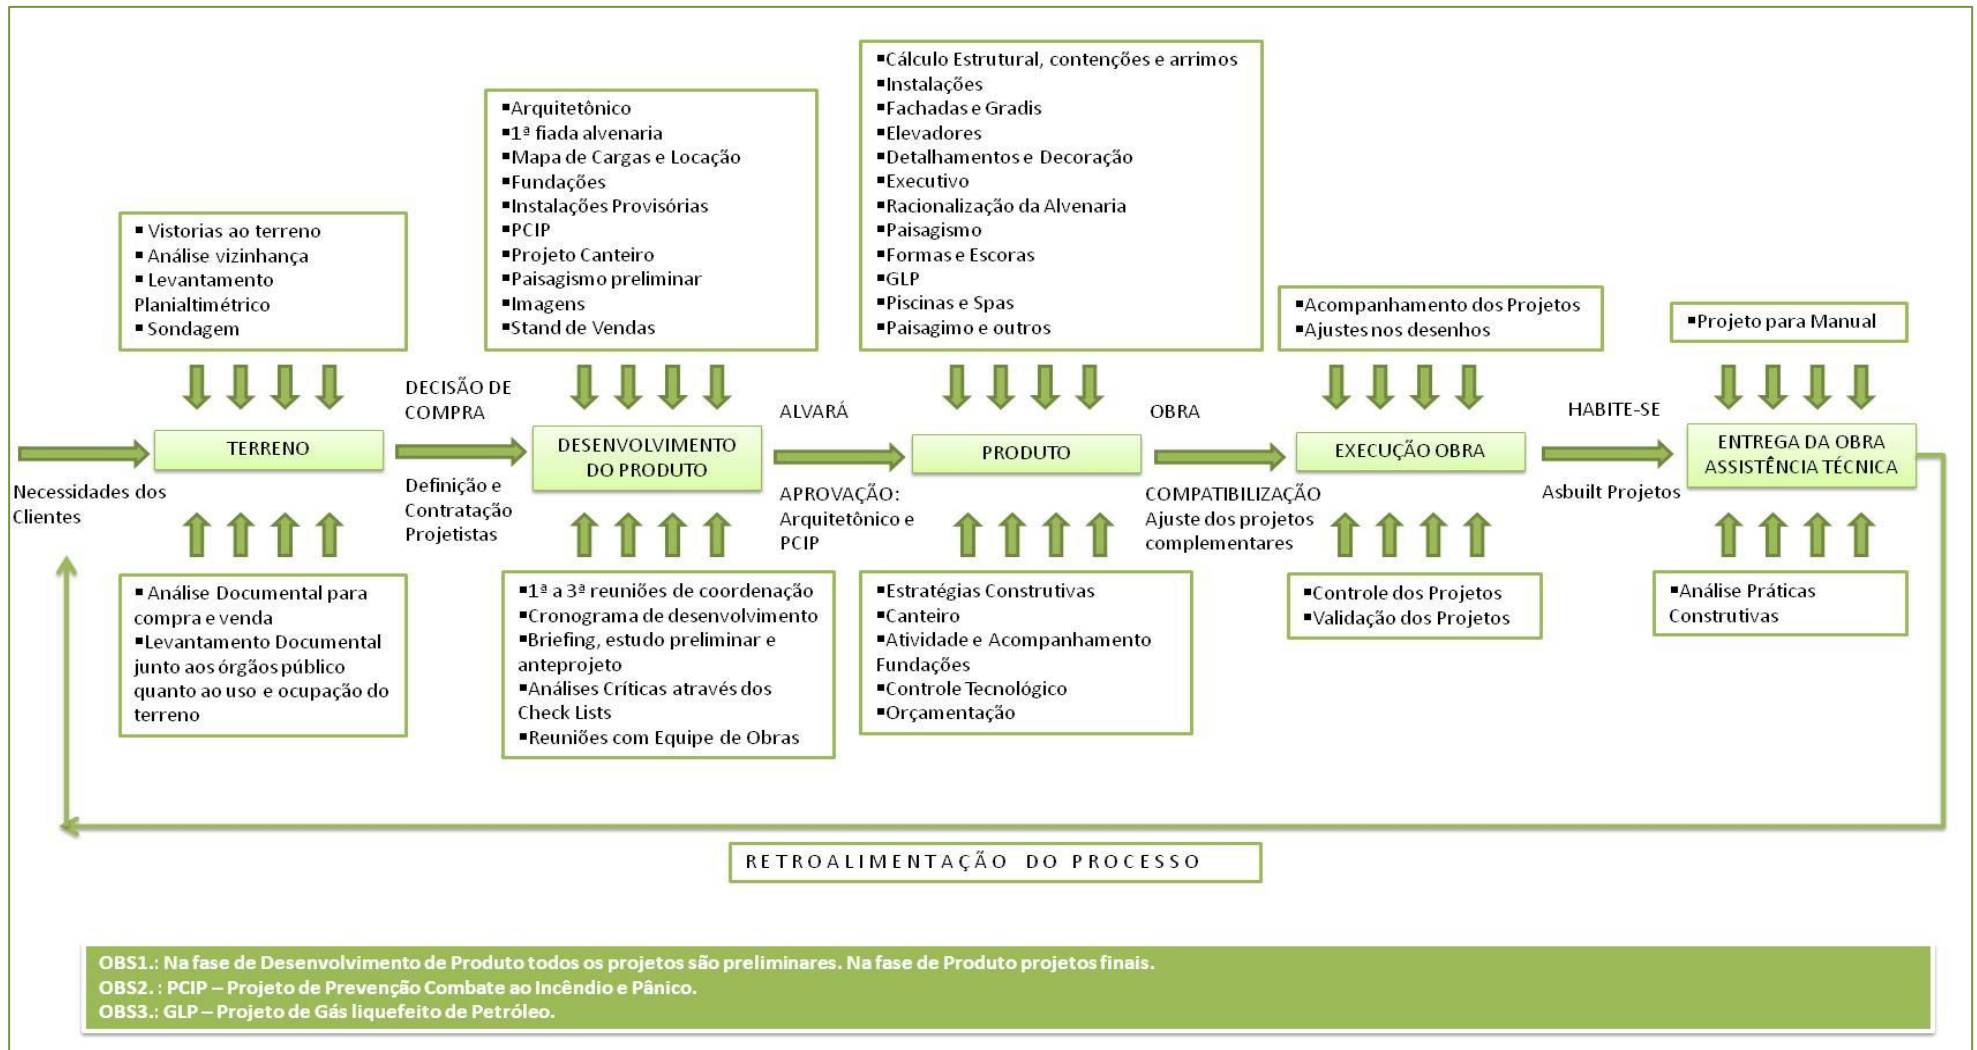 ▪Cálculo Estrutural, contenções e arrimos
▪Instalações
▪Fachadas e Gradis
▪Elevadores
▪Detalhamentos e Decoração
▪Executivo
▪Racionalização da Alvenaria
▪Paisagismo
▪Formas e Escoras
▪GLP
▪Piscinas e Spas
▪Paisagimo e outros
▪Arquitetônico
▪1ª fiada alvenaria
▪Mapa de Cargas e Locação
▪Fundações
▪Instalações Provisórias
▪PCIP
▪Projeto Canteiro
▪Paisagismo preliminar
▪Imagens
▪Stand de Vendas
▪ Vistorias ao terreno
▪ Análise vizinhança
▪ Levantamento
Planialtimétrico
▪ Sondagem
▪Acompanhamento dos Projetos
▪Ajustes nos desenhos
▪Projeto para Manual
Necessidades dos
Clientes
TERRENO
DECISÃO DE
COMPRA
Definição e
Contratação
Projetistas
DESENVOLVIMENTO
DO PRODUTO
ALVARÁ
APROVAÇÃO:
Arquitetônico e
PCIP
PRODUTO
OBRA
COMPATIBILIZAÇÃO
Ajuste dos projetos
complementares
EXECUÇÃO OBRA
HABITE-SE
Asbuilt Projetos
ENTREGA DA OBRA
ASSISTÊNCIA TÉCNICA
▪ Análise Documental para
compra e venda
▪Levantamento Documental
junto aos órgãos público
quanto ao uso e ocupação do
terreno
▪1ª a 3ª reuniões de coordenação
▪Cronograma de desenvolvimento
▪Briefing, estudo preliminar e
anteprojeto
▪Análises Críticas através dos
Check Lists
▪Reuniões com Equipe de Obras
▪Estratégias Construtivas
▪Canteiro
▪Atividade e Acompanhamento
Fundações
▪Controle Tecnológico
▪Orçamentação
▪Controle dos Projetos
▪Validação dos Projetos
▪Análise Práticas
Construtivas
RETROALIMENTAÇÃO DO PROCESSO
OBS1.: Na fase de Desenvolvimento de Produto todos os projetos são preliminares. Na fase de Produto projetos finais.
OBS2. : PCIP – Projeto de Prevenção Combate ao Incêndio e Pânico.
OBS3.: GLP – Projeto de Gás liquefeito de Petróleo.